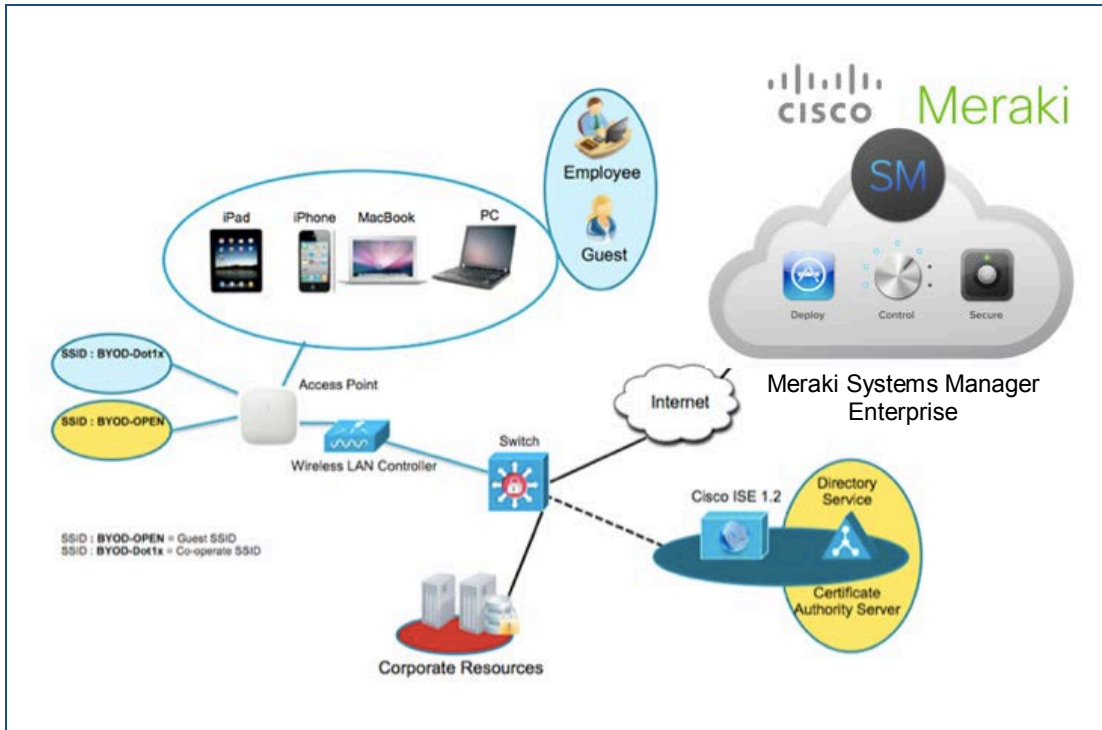 CISCO Meraki
SM
Deploy
Control
Secure
Meraki Systems Manager
Enterprise
Employee
Guest
iPad
iPhone
MacBook
PC
SSID : BYOD-Dot1x
Access Point
SSID : BYOD-OPEN
Wireless LAN Controller
Switch
Internet
Cisco ISE 1.2
Directory
Service
Certificate
Authority Server
SSID : BYOD-OPEN = Guest SSID
SSID : BYOD-Dot1x = Co-operate SSID
Corporate Resources